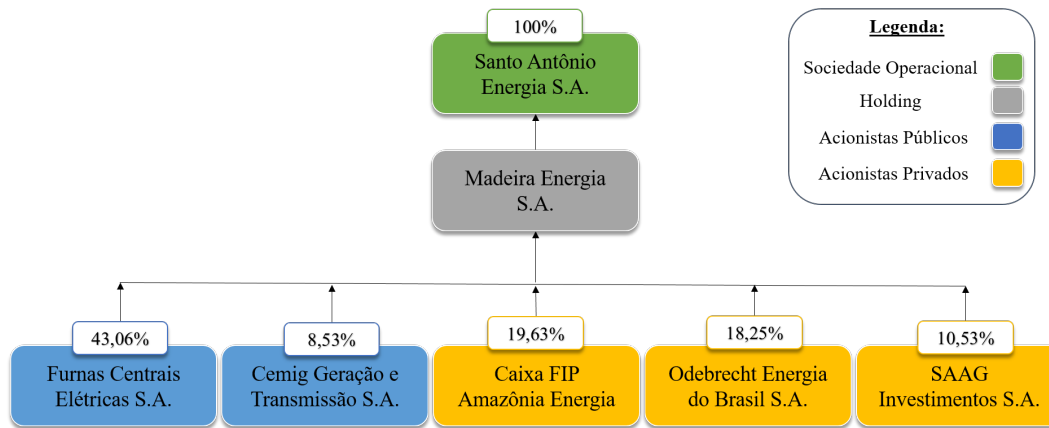 100%
Santo Antônio
Energia S.A.
Legenda:
Sociedade Operacional
Holding
Acionistas Públicos
Acionistas Privados
Madeira Energia
S.A.
43,06%
Furnas Centrais
Elétricas S.A.
8,53%
Cemig Geração e
Transmissão S.A.
19,63%
Caixa FIP
Amazônia Energia
18,25%
Odebrecht Energia
do Brasil S.A.
10,53%
SAAG
Investimentos S.A.